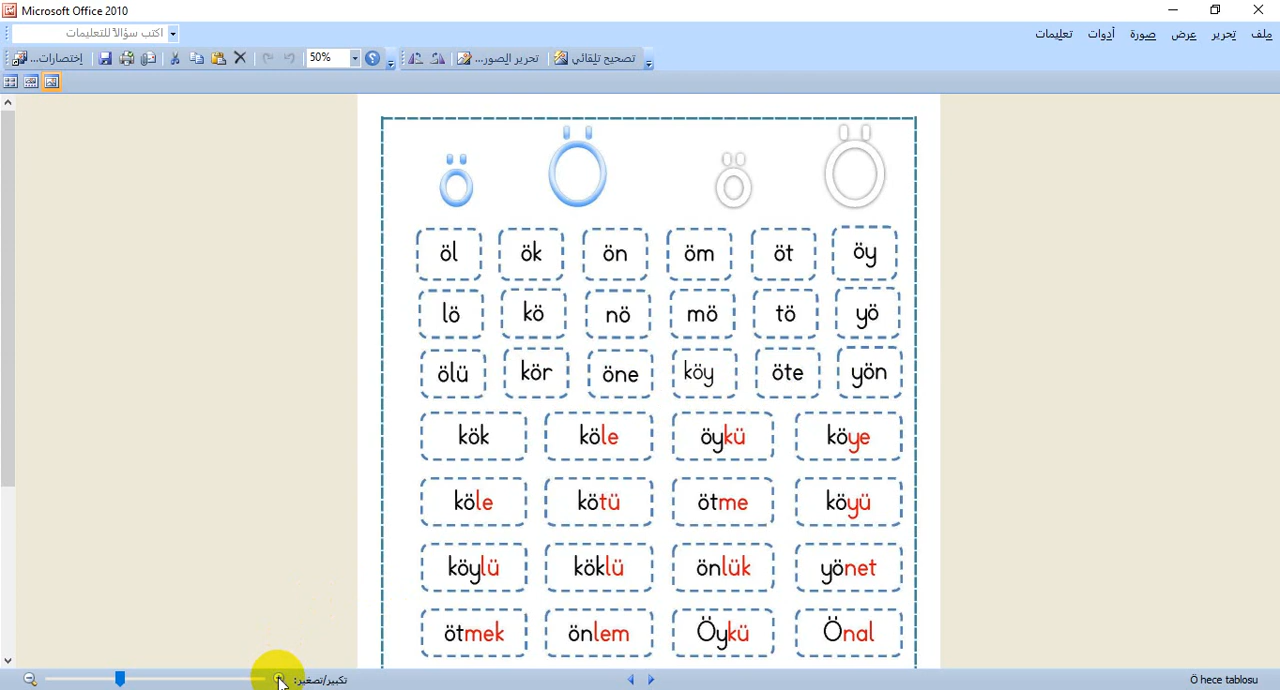 Microsoft Office 2010
اكتب سؤالاً للتعليمات
ملف تحرير عرض صورة أدوات تعليمات
إختصارات... 50% تحرير الصور... تصحيح تلقائي
ö ö ö ö
öl ök ön öm öt öy
lö kö nö mö tö yö
ölü kör öne köy öte yön
kök köle öykü köye
köle kötü ötme köyü
köylü köklü önlük yönet
ötmek önlem Öykü Önal
تكبير/تصغير: Ö hece tablosu